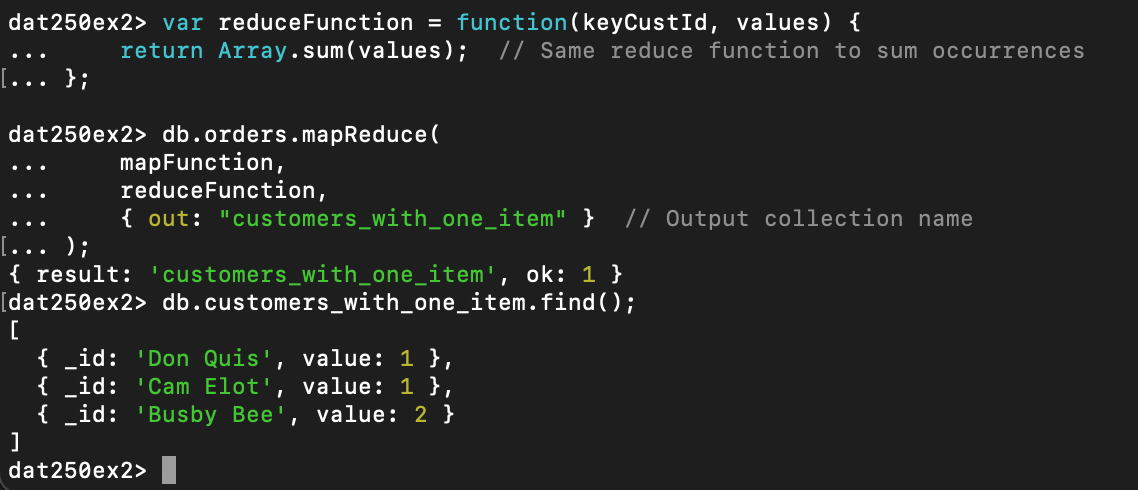 dat250ex2> var reduceFunction = function(keyCustId, values) {
...     return Array.sum(values);  // Same reduce function to sum occurrences
[... };
dat250ex2> db.orders.mapReduce(
...     mapFunction,
...     reduceFunction,
...     { out: "customers_with_one_item" }  // Output collection name
[... );
{ result: 'customers_with_one_item', ok: 1 }
[dat250ex2> db.customers_with_one_item.find();
[
  { _id: 'Don Quis', value: 1 },
  { _id: 'Cam Elot', value: 1 },
  { _id: 'Busby Bee', value: 2 }
]
dat250ex2>